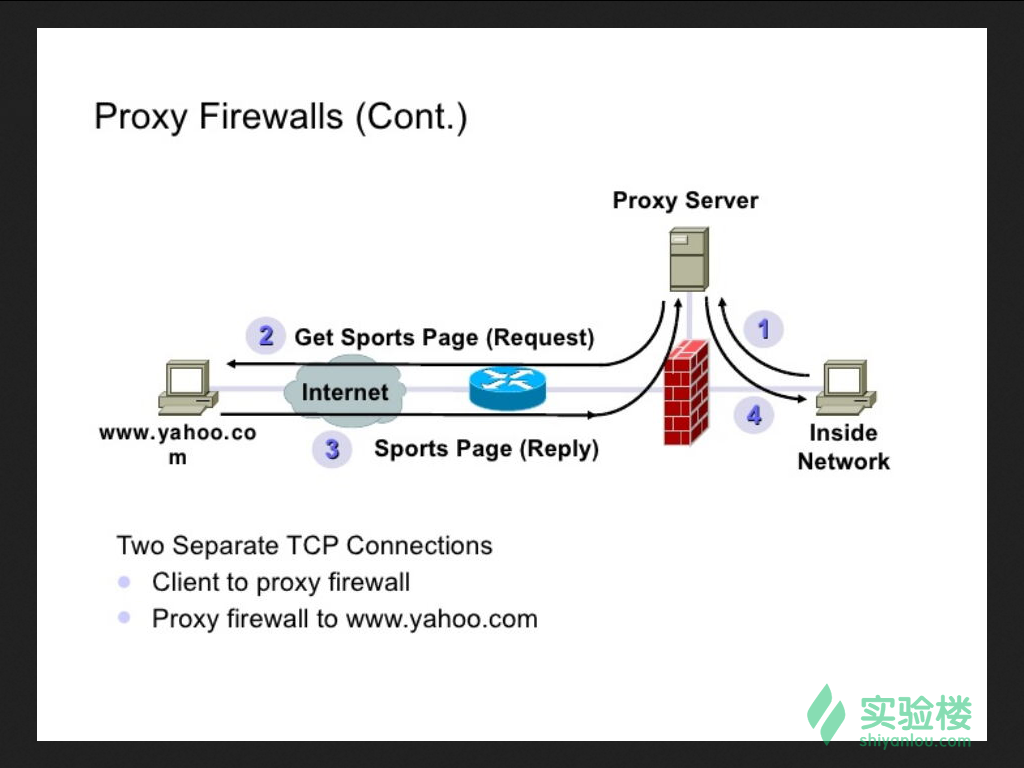 Proxy Firewalls (Cont.)
Proxy Server
1
2 Get Sports Page (Request)
Internet
www.yahoo.co
m
3 Sports Page (Reply)
4
Inside
Network
Two Separate TCP Connections
Client to proxy firewall
Proxy firewall to www.yahoo.com
实验楼
shiyanlou.com